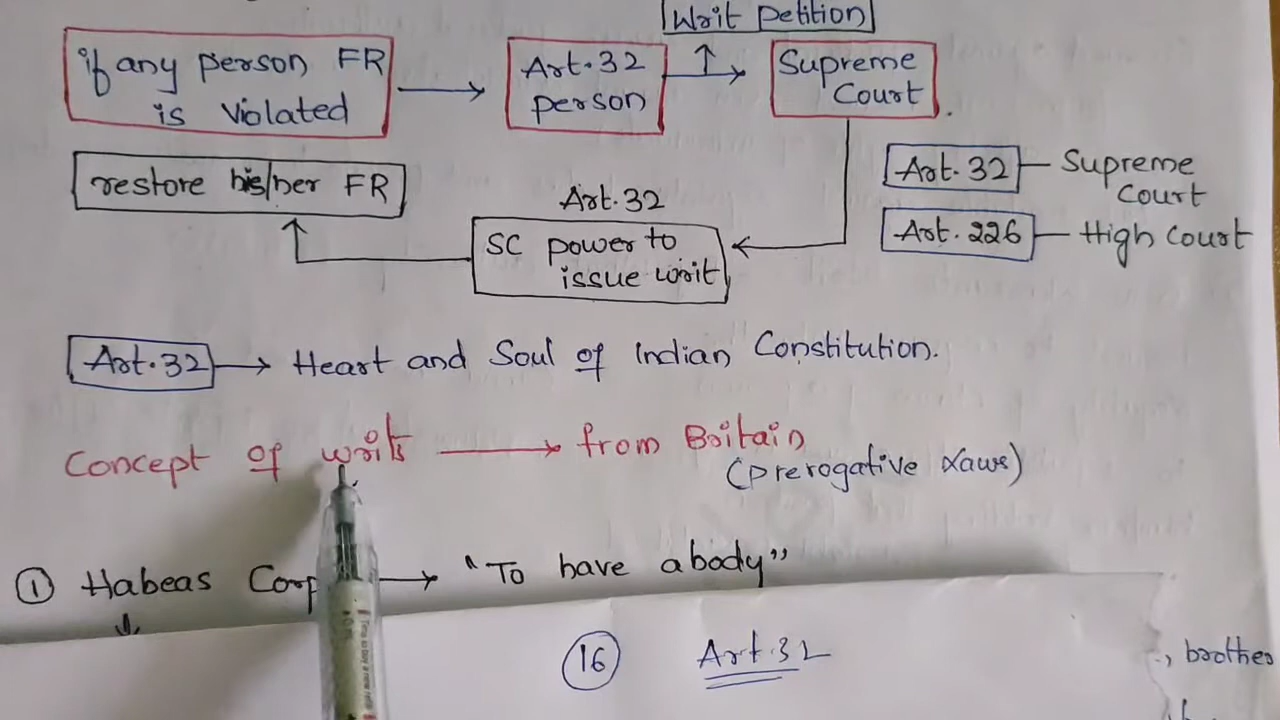 Writ Petition
if any person FR
is violated
Art.32
person
Supreme
Court
restore his/her FR
Art.32
SC power to
issue writ
Art.32 — Supreme
Court
Art.226 — High Court
Art.32 → Heart and Soul of Indian Constitution.
Concept of writs → from Britain
(prerogative Laws)
① Habeas Corp → "To have a body"
16 Art.32
, brother